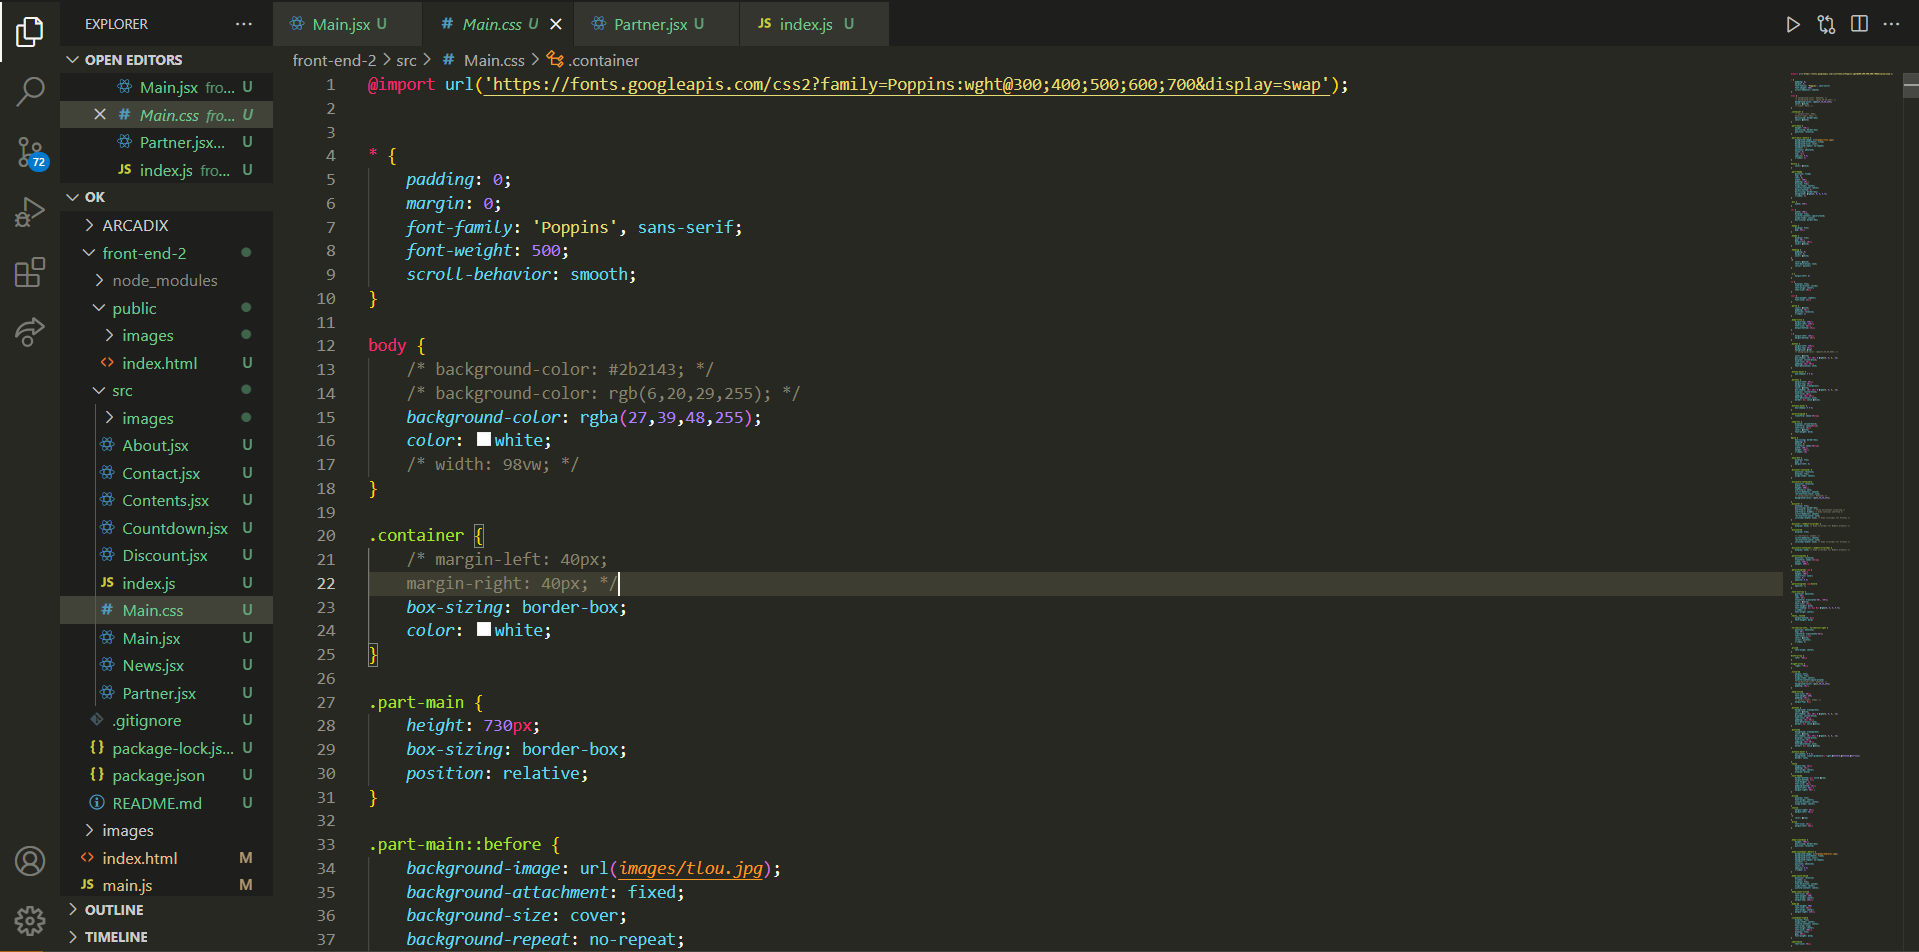 EXPLORER
OPEN EDITORS
Main.jsx fro... U
Main.css fro... U
Partner.jsx... U
JS index.js fro... U
OK
ARCADIX
front-end-2
node_modules
public
images
index.html U
src
images
About.jsx U
Contact.jsx U
Contents.jsx U
Countdown.jsx U
Discount.jsx U
JS index.js U
# Main.css U
Main.jsx U
News.jsx U
Partner.jsx U
.gitignore U
{} package-lock.js... U
{} package.json U
README.md U
images
<> index.html M
JS main.js M
OUTLINE
TIMELINE
72
Main.jsx U
# Main.css U
Partner.jsx U
JS index.js U
front-end-2 > src > # Main.css > .container
1 @import url('https://fonts.googleapis.com/css2?family=Poppins:wght@300;400;500;600;700&display=swap');
2
3
4 * {
5 padding: 0;
6 margin: 0;
7 font-family: 'Poppins', sans-serif;
8 font-weight: 500;
9 scroll-behavior: smooth;
10 }
11
12 body {
13 /* background-color: #2b2143; */
14 /* background-color: rgb(6,20,29,255); */
15 background-color: rgba(27,39,48,255);
16 color: white;
17 /* width: 98vw; */
18 }
19
20 .container {
21 /* margin-left: 40px;
22 margin-right: 40px; */
23 box-sizing: border-box;
24 color: white;
25 }
26
27 .part-main {
28 height: 730px;
29 box-sizing: border-box;
30 position: relative;
31 }
32
33 .part-main::before {
34 background-image: url(images/tlou.jpg);
35 background-attachment: fixed;
36 background-size: cover;
37 background-repeat: no-repeat;